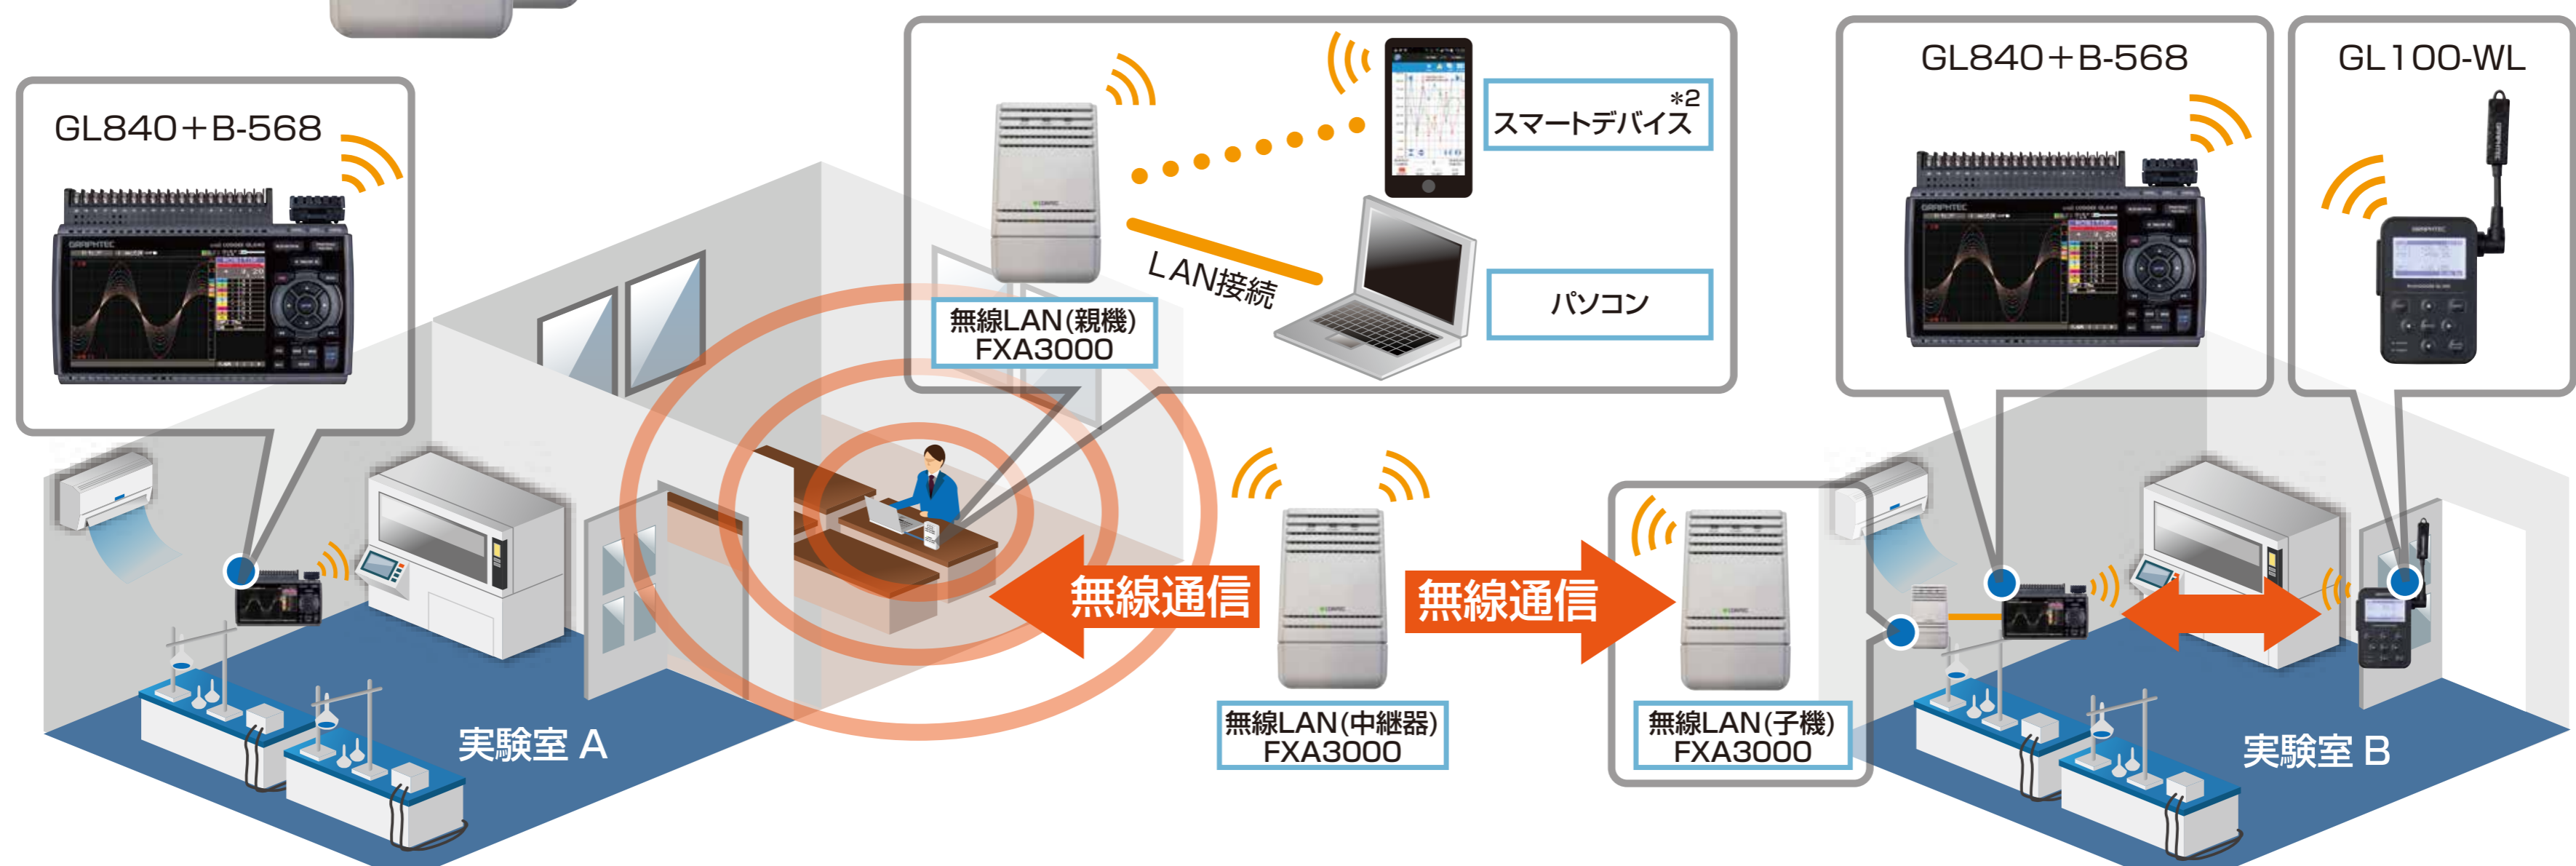 GL840+B-568
GRAPHTEC
*2
スマートデバイス
LAN接続
パソコン
無線LAN(親機)
FXA3000
GL840+B-568
GRAPHTEC
GL100-WL
GRAPHTEC
無線通信
無線通信
無線LAN(中継器)
FXA3000
無線LAN(子機)
FXA3000
実験室 A
実験室 B